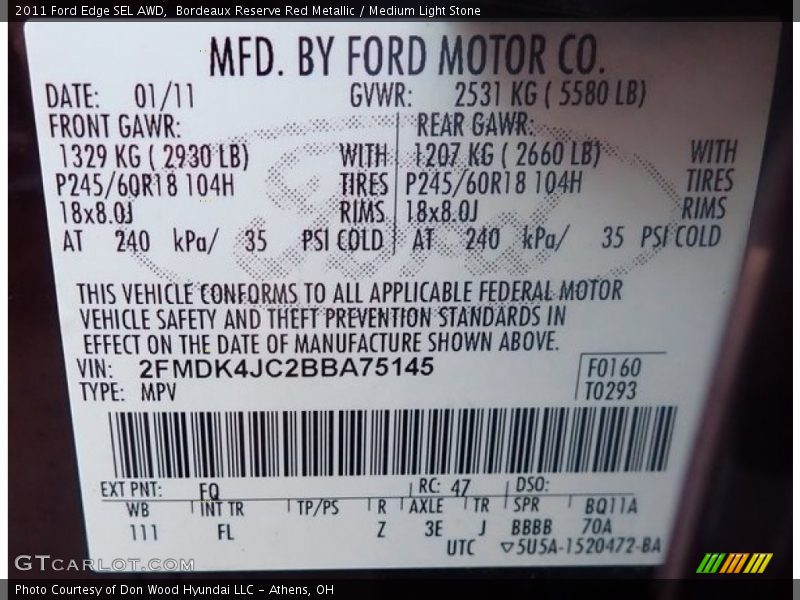 2011 Ford Edge SEL AWD, Bordeaux Reserve Red Metallic / Medium Light Stone
MFD. BY FORD MOTOR CO.
DATE: 01/11 GVWR: 2531 KG ( 5580 LB)
FRONT GAWR: REAR GAWR:
1329 KG ( 2930 LB) WITH 1207 KG ( 2660 LB) WITH
P245/60R18 104H TIRES P245/60R18 104H TIRES
18x8.0J RIMS 18x8.0J RIMS
AT 240 kPa/ 35 PSI COLD AT 240 kPa/ 35 PSI COLD
THIS VEHICLE CONFORMS TO ALL APPLICABLE FEDERAL MOTOR
VEHICLE SAFETY AND THEFT PREVENTION STANDARDS IN
EFFECT ON THE DATE OF MANUFACTURE SHOWN ABOVE.
VIN: 2FMDK4JC2BBA75145 F0160
TYPE: MPV T0293
EXT PNT: FQ RC: 47 DSO:
WB INT TR TP/PS R AXLE TR SPR BQ11A
111 FL Z 3E J BBBB 70A
UTC ▽5U5A-1520472-BA
GTCARLOT.COM
Photo Courtesy of Don Wood Hyundai LLC - Athens, OH